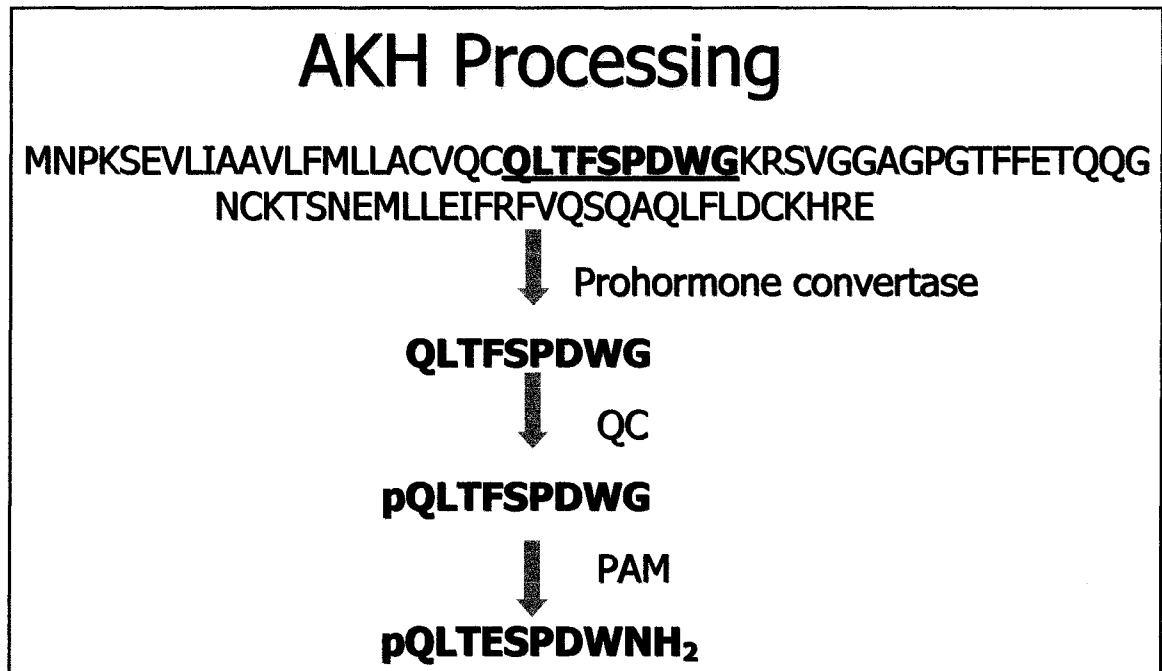 AKH Processing
MNPKSEVLIAAVLFMLLACVQCQLTFSPDWGKRSVGGAGPGTFFETQQG
NCKTSNEMLLEIFRFVQSQAQLFLDCKHRE
Prohormone convertase
QLTFSPDWG
QC
pQLTFSPDWG
PAM
pQLTESPDWNH₂